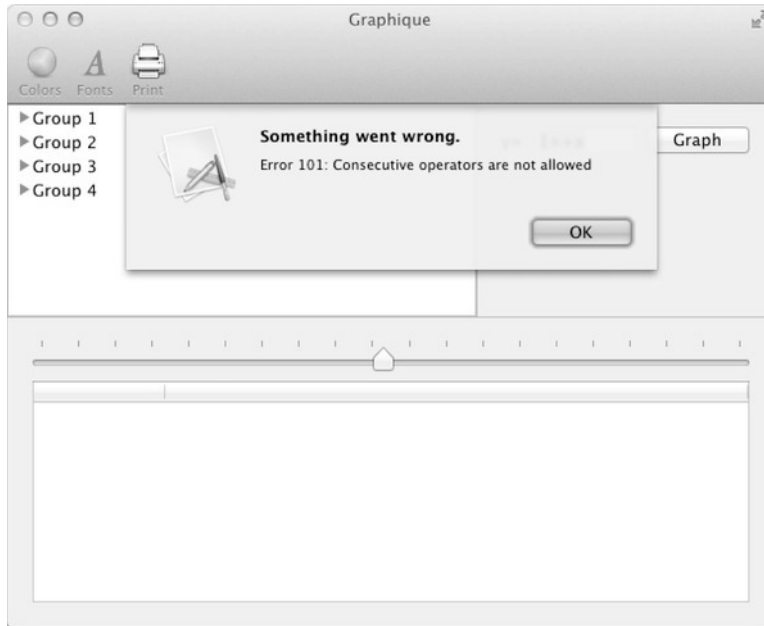 Graphique
Colors Fonts Print
Group 1
Group 2
Group 3
Group 4
Something went wrong.
Error 101: Consecutive operators are not allowed
OK
Graph